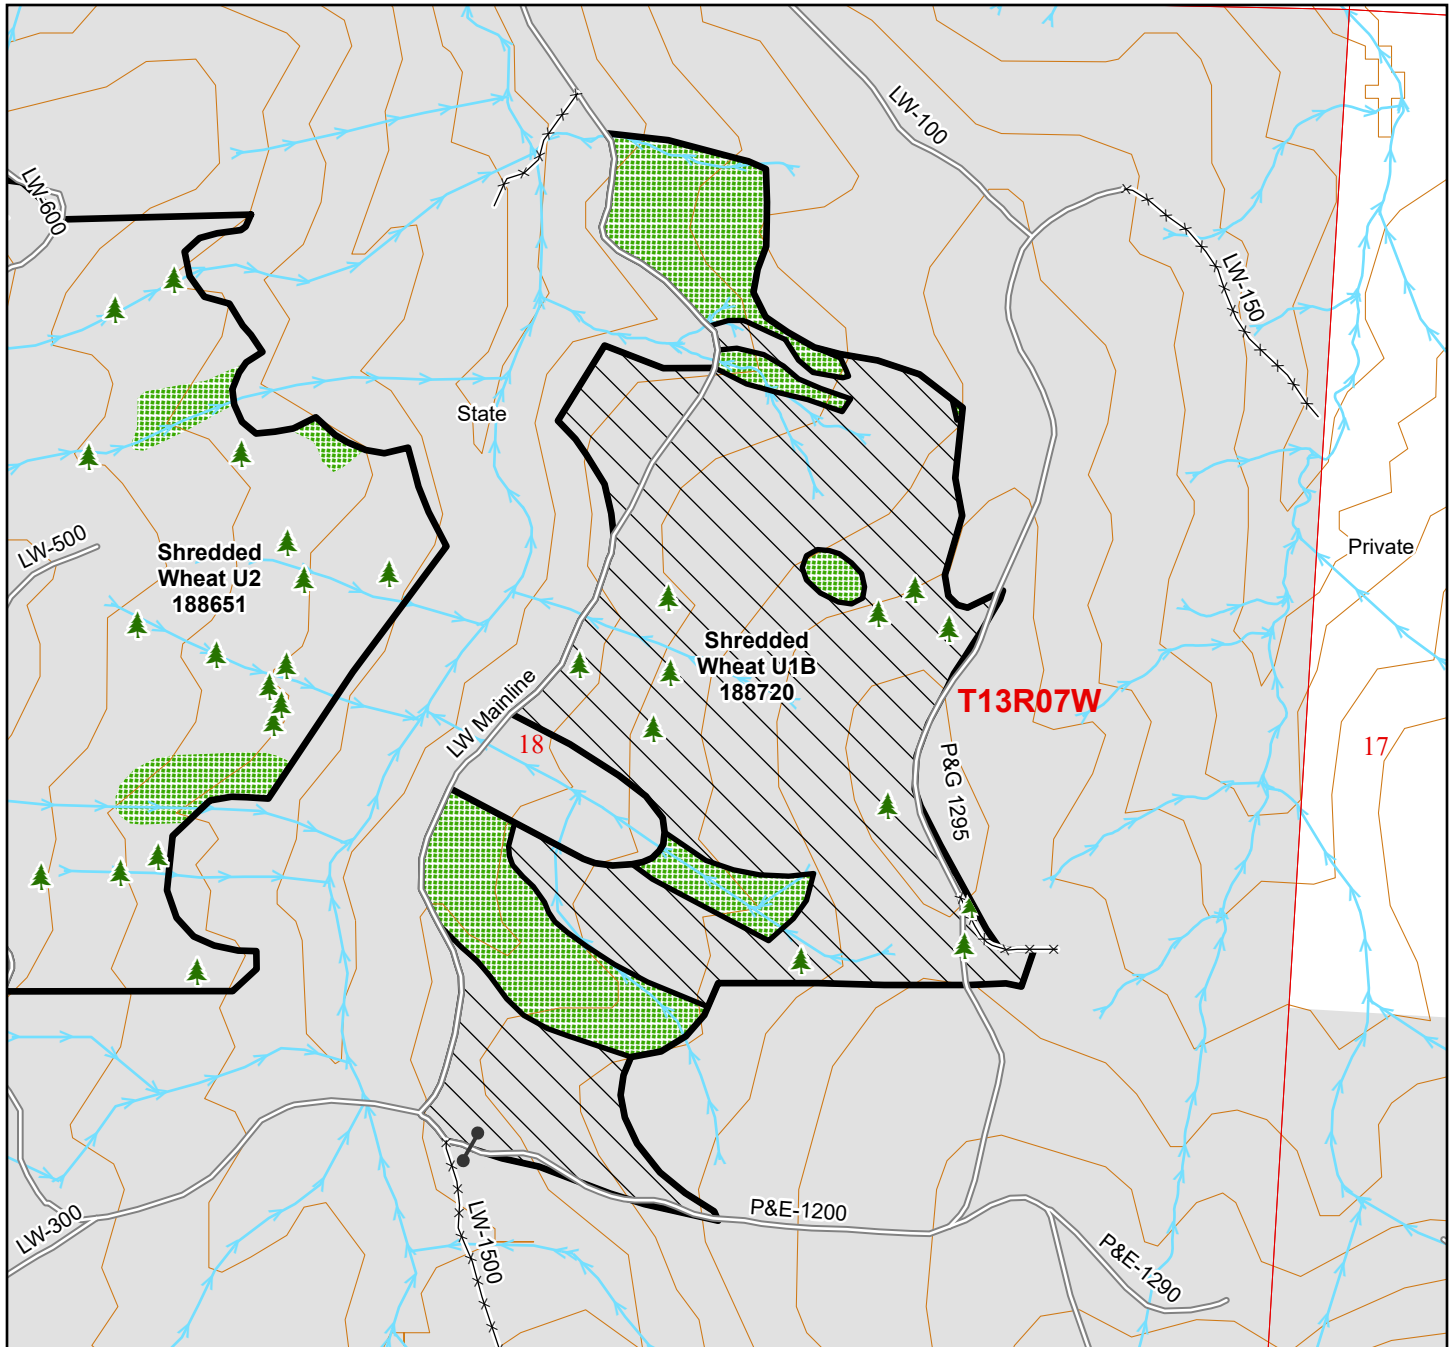 LW-100
LW-600
LW-150
State
LW-500
Shredded
Wheat U2
188651
Private
Shredded
Wheat U1B
188720
T13R07W
LW Mainline
18
17
P&G 1295
LW-300
LW-1500
P&E-1200
P&E-1290